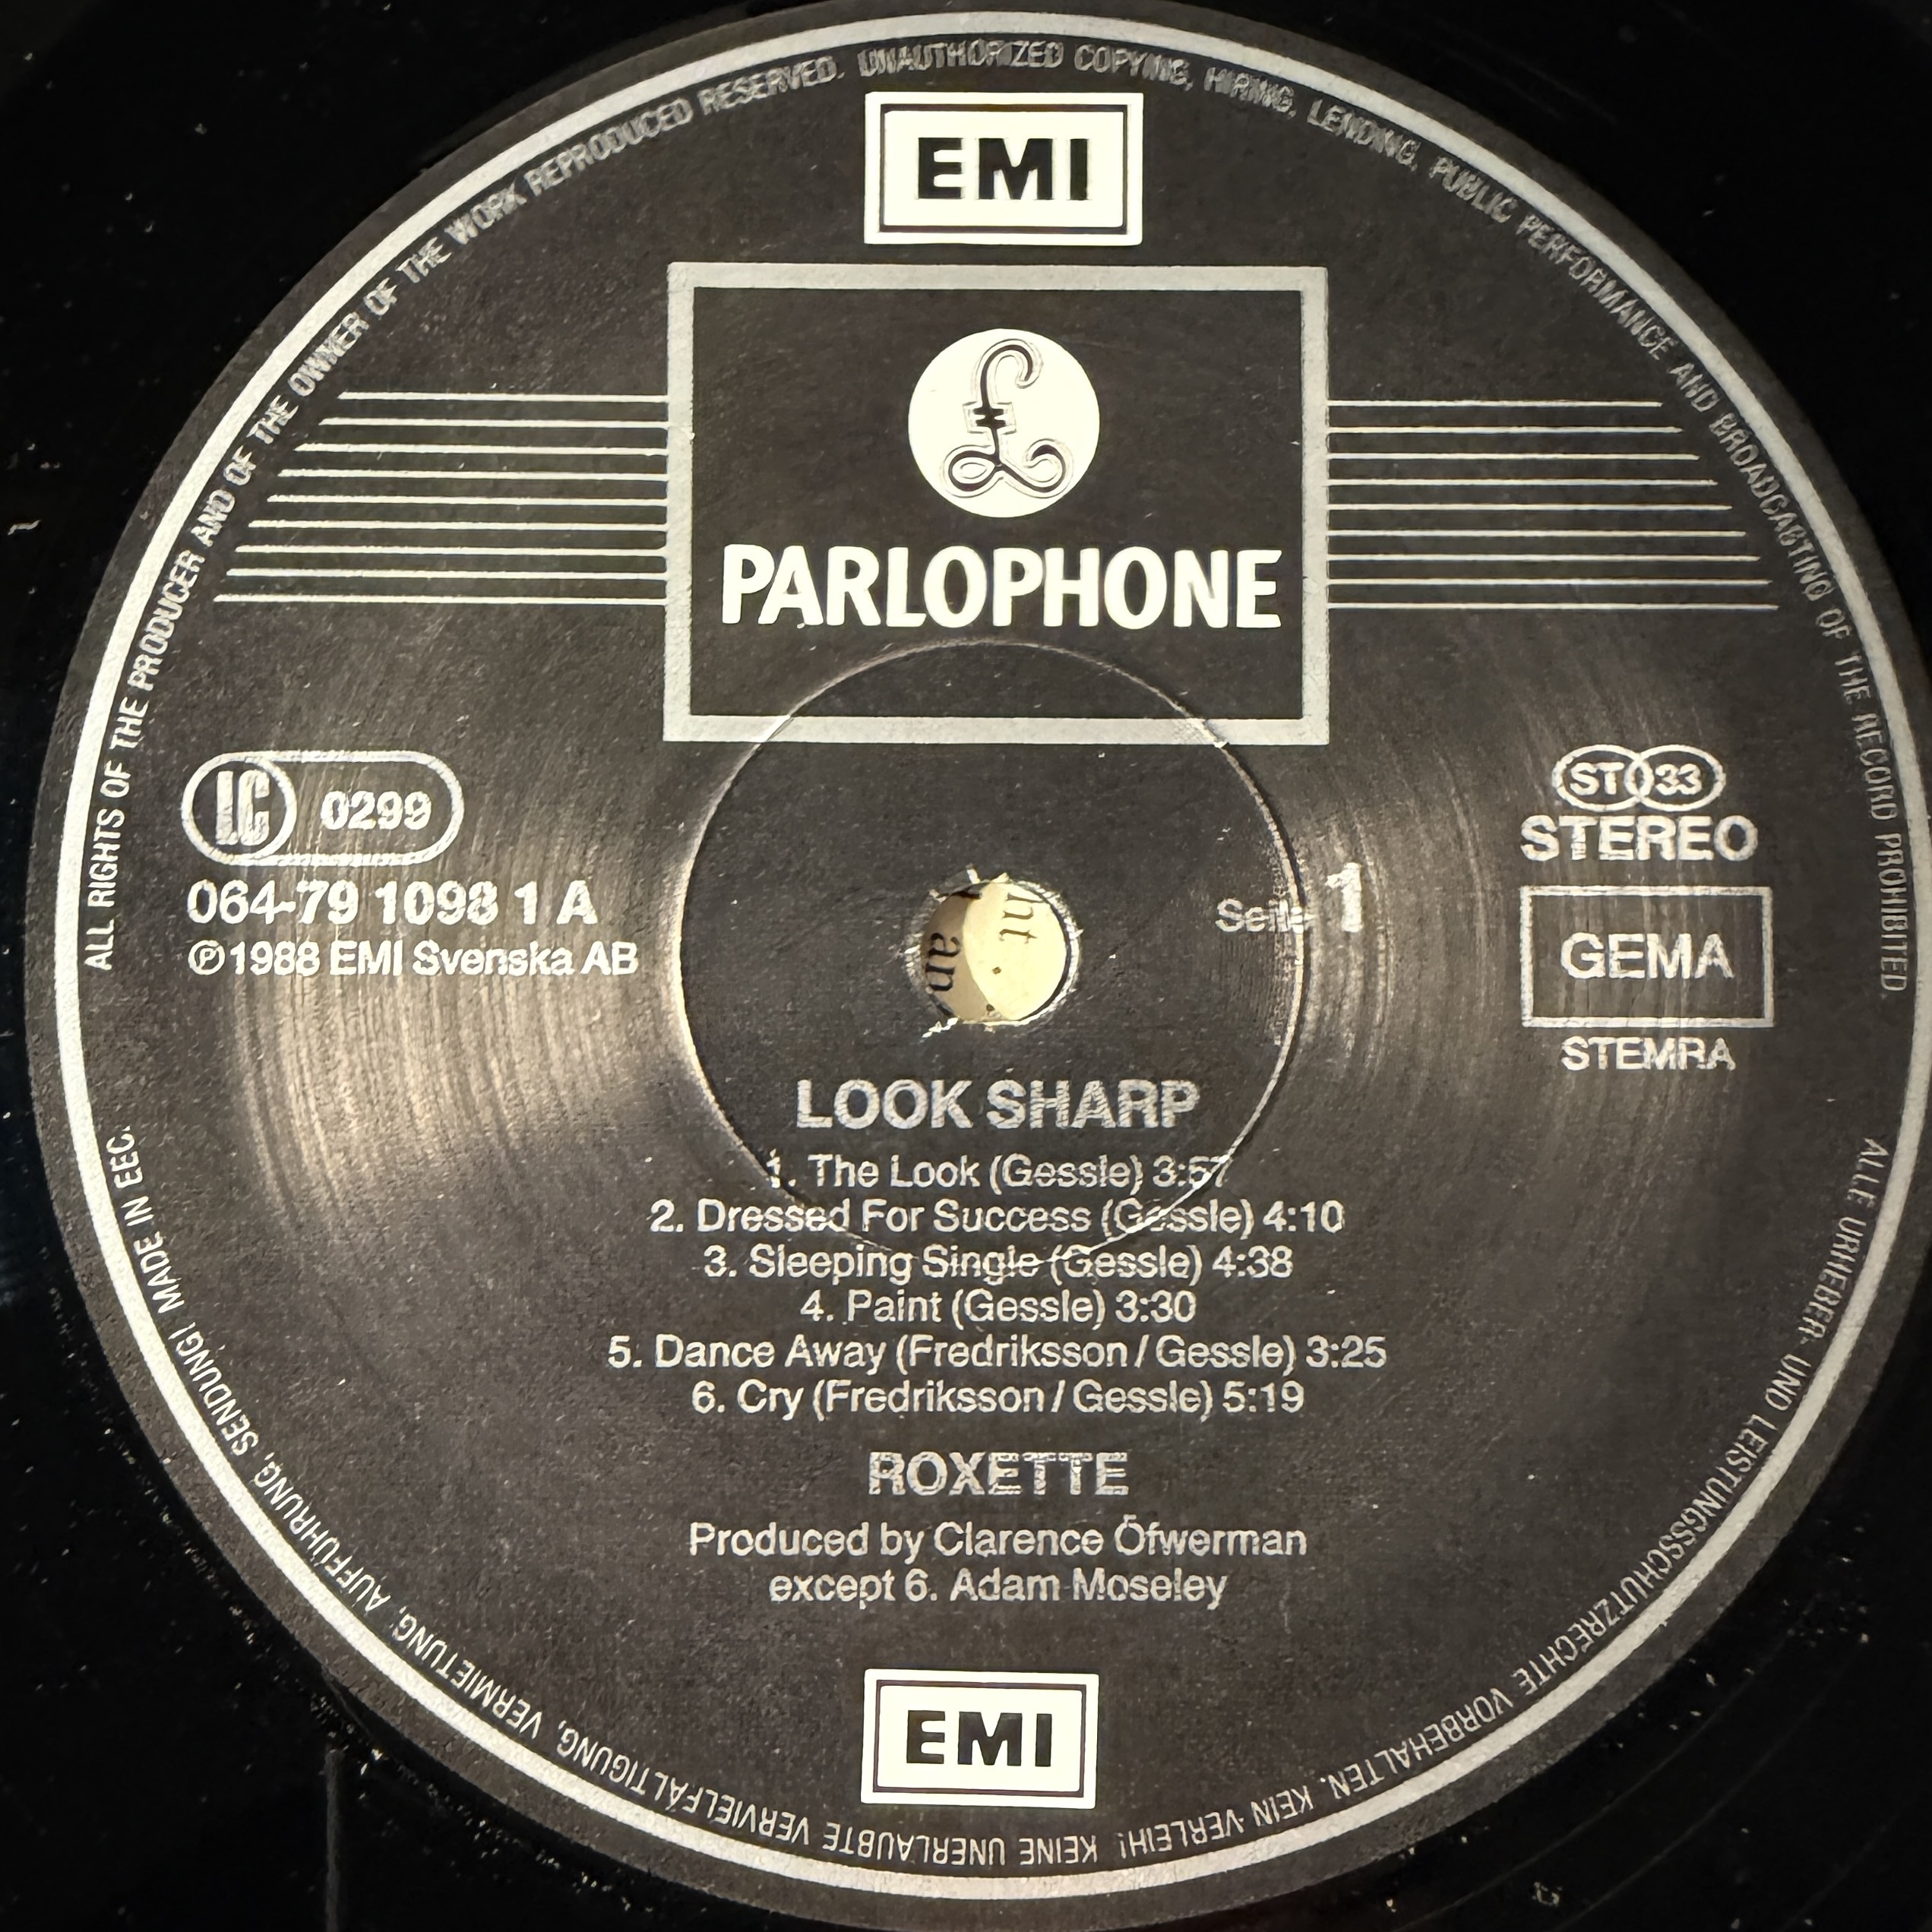 ALL RIGHTS OF THE PRODUCER AND OF THE OWNER OF THE WORK REPRODUCED RESERVED. UNAUTHORIZED COPYING, HIRING, LENDING, PUBLIC PERFORMANCE AND BROADCASTING OF THE RECORD PROHIBITED.
EMI
PARLOPHONE
LC 0299
064-79 1098 1 A
℗ 1988 EMI Svenska AB
ST 33
STEREO
GEMA
STEMRA
Seite 1
ht.
an
LOOK SHARP
1. The Look (Gessle) 3:57
2. Dressed For Success (Gessle) 4:10
3. Sleeping Single (Gessle) 4:38
4. Paint (Gessle) 3:30
5. Dance Away (Fredriksson / Gessle) 3:25
6. Cry (Fredriksson / Gessle) 5:19
ROXETTE
Produced by Clarence Öfwerman
except 6. Adam Moseley
EMI
ALLE URHEBER- UND LEISTUNGSSCHUTZRECHTE VORBEHALTEN. KEIN VERLEIH! KEINE UNERLAUBTE VERVIELFÄLTIGUNG, VERMIETUNG, AUFFÜHRUNG, SENDUNG! MADE IN EEC.